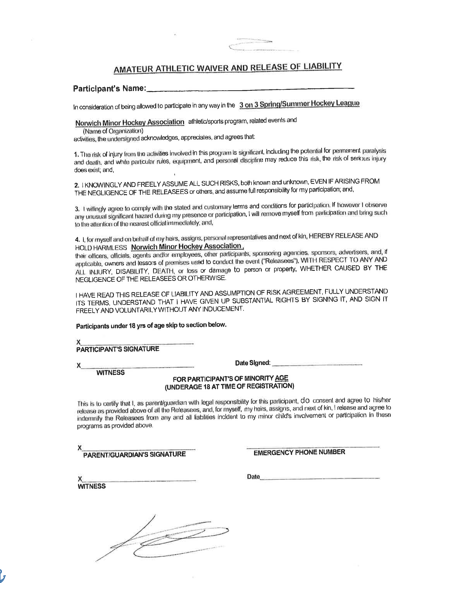 AMATEUR ATHLETIC WAIVER AND RELEASE OF LIABILITY
Participant's Name:
In consideration of being allowed to participate in any way in the 3 on 3 Spring/Summer Hockey League
Norwich Minor Hockey Association athletic/sports program, related events and
(Name of Organization)
activities, the undersigned acknowledges, appreciates, and agrees that:
1. The risk of injury from the activities involved in this program is significant, including the potential for permanent paralysis
and death, and while particular rules, equipment, and personal discipline may reduce this risk, the risk of serious injury
does exist; and,
2. I KNOWINGLY AND FREELY ASSUME ALL SUCH RISKS, both known and unknown, EVEN IF ARISING FROM
THE NEGLIGENCE OF THE RELEASEES or others, and assume full responsibility for my participation; and,
3. I willingly agree to comply with the stated and customary terms and conditions for participation. If however I observe
any unusual significant hazard during my presence or participation, I will remove myself from participation and bring such
to the attention of the nearest official immediately; and,
4. I, for myself and on behalf of my heirs, assigns, personal representatives and next of kin, HEREBY RELEASE AND
HOLD HARMLESS Norwich Minor Hockey Association ,
their officers, officials, agents and/or employees, other participants, sponsoring agencies, sponsors, advertisers, and, if
applicable, owners and lessors of premises used to conduct the event ("Releasees"), WITH RESPECT TO ANY AND
ALL INJURY, DISABILITY, DEATH, or loss or damage to person or property, WHETHER CAUSED BY THE
NEGLIGENCE OF THE RELEASEES OR OTHERWISE.
I HAVE READ THIS RELEASE OF LIABILITY AND ASSUMPTION OF RISK AGREEMENT, FULLY UNDERSTAND
ITS TERMS, UNDERSTAND THAT I HAVE GIVEN UP SUBSTANTIAL RIGHTS BY SIGNING IT, AND SIGN IT
FREELY AND VOLUNTARILY WITHOUT ANY INDUCEMENT.
Participants under 18 yrs of age skip to section below.
X
PARTICIPANT'S SIGNATURE
X Date Signed:
WITNESS
FOR PARTICIPANT'S OF MINORITY AGE
(UNDERAGE 18 AT TIME OF REGISTRATION)
This is to certify that I, as parent/guardian with legal responsibility for this participant, do consent and agree to his/her
release as provided above of all the Releasees, and, for myself, my heirs, assigns, and next of kin, I release and agree to
indemnify the Releasees from any and all liabilities incident to my minor child's involvement or participation in these
programs as provided above.
X
PARENT/GUARDIAN'S SIGNATURE EMERGENCY PHONE NUMBER
X Date
WITNESS